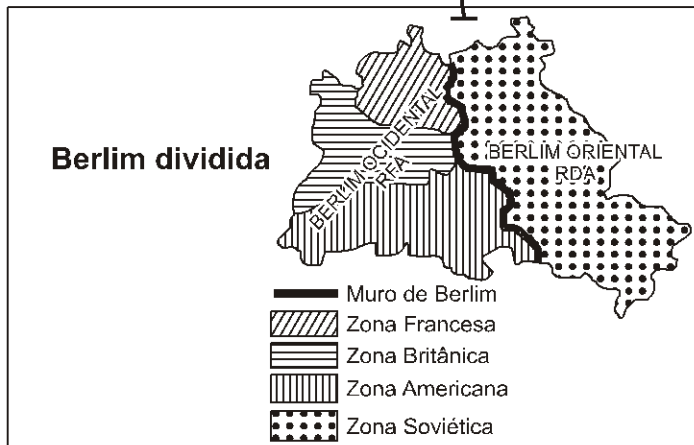 Berlim dividida
BERLIM OCIDENTAL
RFA
BERLIM ORIENTAL
RDA
Muro de Berlim
Zona Francesa
Zona Britânica
Zona Americana
Zona Soviética